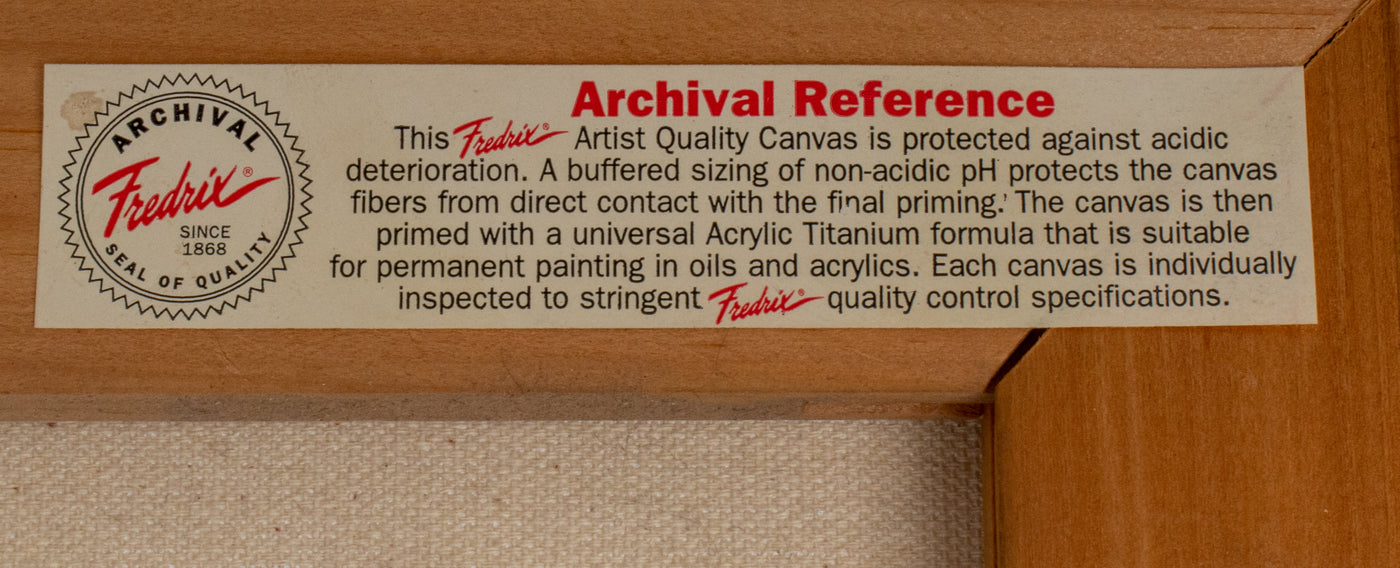 ARCHIVAL
Fredrix®
SINCE
1868
SEAL OF QUALITY
Archival Reference
This Fredrix® Artist Quality Canvas is protected against acidic
deterioration. A buffered sizing of non-acidic pH protects the canvas
fibers from direct contact with the final priming. The canvas is then
primed with a universal Acrylic Titanium formula that is suitable
for permanent painting in oils and acrylics. Each canvas is individually
inspected to stringent Fredrix® quality control specifications.